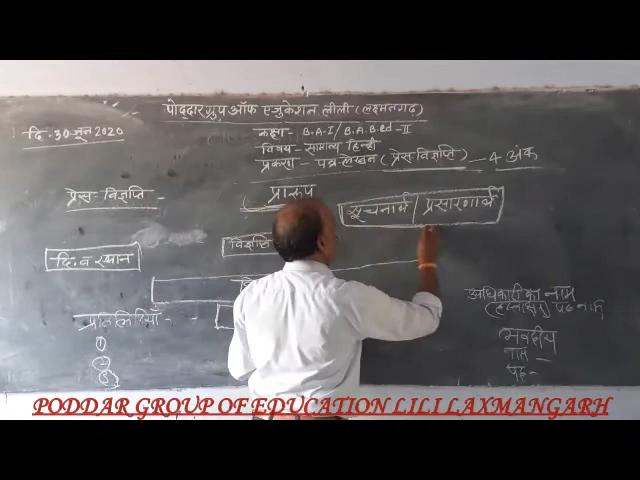 पोद्दार ग्रुप ऑफ एजुकेशन लीली (लक्ष्मनगढ़)
दि. 30 जून 2020
कक्षा - B.A-I / B.A.B.ed-II
विषय - सामान्य हिन्दी
प्रकरण - पत्र-लेखन (प्रेस-विज्ञप्ति) - 4 अंक
प्रेस-विज्ञप्ति
प्रारूप
सूचनार्थ / प्रसारणार्थ
विज्ञप्ति
दि. व स्थान
अधिकारी का नाम
(हस्ताक्षर)
प्रतिलिपियाँ - -
भवदीय
①
नाम -
②
पद -
③
PODDAR GROUP OF EDUCATION LILI LAXMANGARH